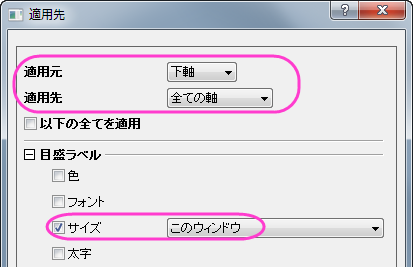 適用先
適用元 下軸
適用先 全ての軸
以下の全てを適用
目盛ラベル
色
フォント
サイズ このウィンドウ
太字